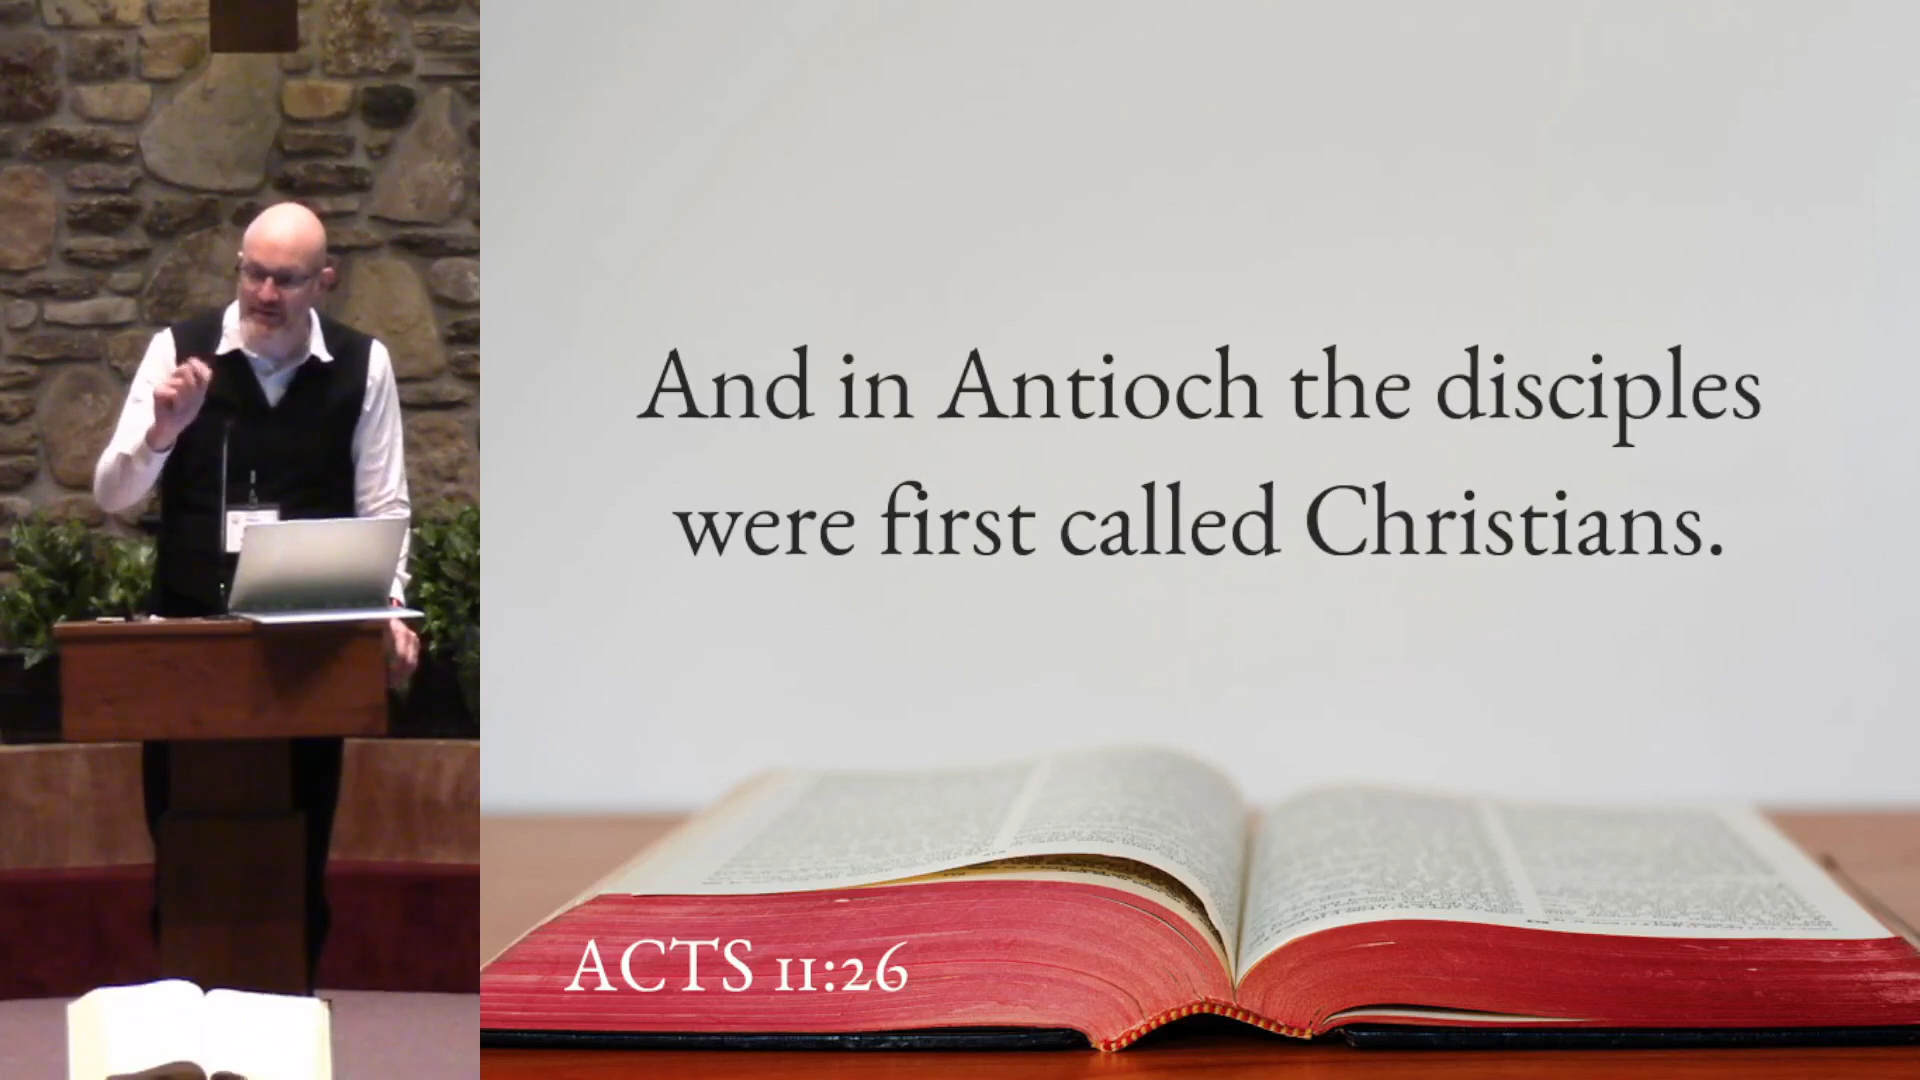 And in Antioch the disciples
were first called Christians.
ACTS 11:26